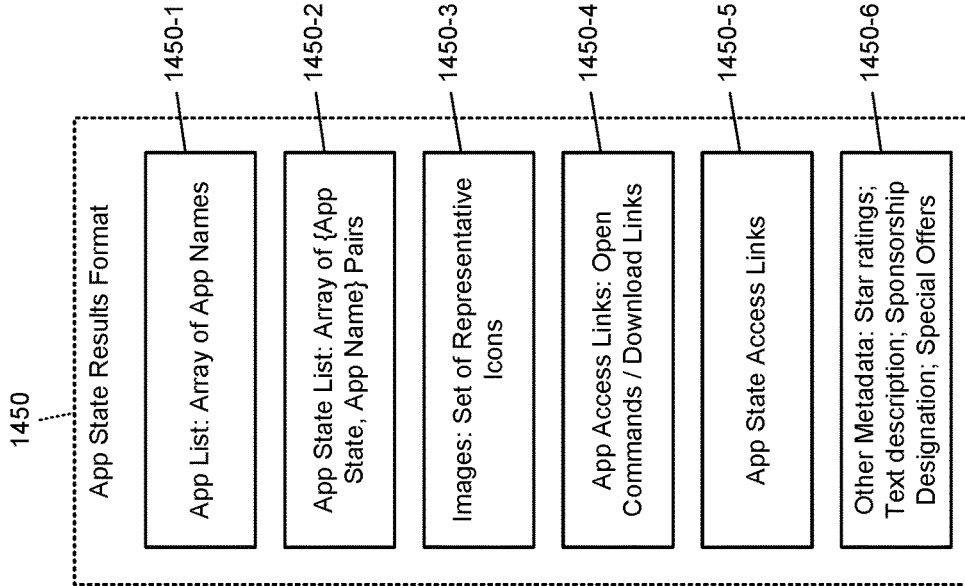 1450
App State Results Format
App List: Array of App Names
1450-1
App State List: Array of {App
State, App Name} Pairs
1450-2
Images: Set of Representative
Icons
1450-3
App Access Links: Open
Commands / Download Links
1450-4
App State Access Links
1450-5
Other Metadata: Star ratings;
Text description; Sponsorship
Designation; Special Offers
1450-6